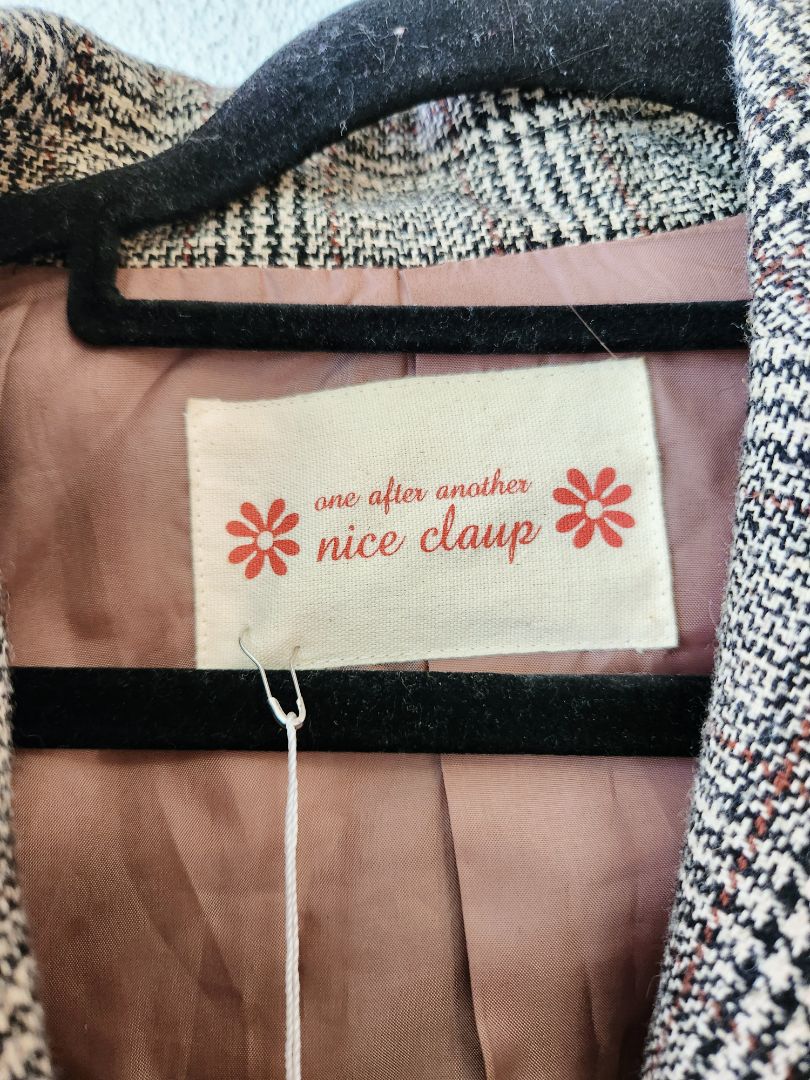 one after another
nice claup